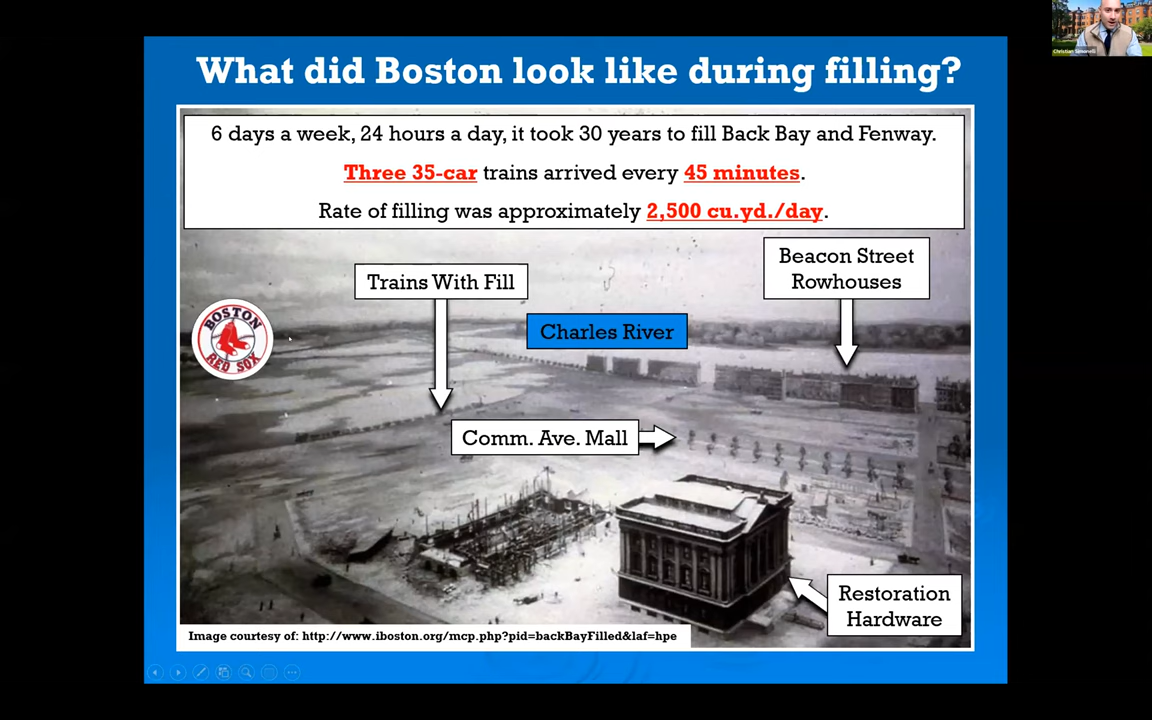 Christian Simonelli
What did Boston look like during filling?
6 days a week, 24 hours a day, it took 30 years to fill Back Bay and Fenway.
Three 35-car trains arrived every 45 minutes.
Rate of filling was approximately 2,500 cu.yd./day.
Beacon Street
Rowhouses
Trains With Fill
BOSTON
RED SOX
Charles River
Comm. Ave. Mall
Restoration
Hardware
Image courtesy of: http://www.iboston.org/mcp.php?pid=backBayFilled&laf=hpe